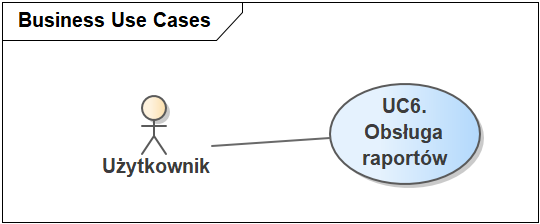 Business Use Cases
UC6.
Obsługa
raportów
Użytkownik